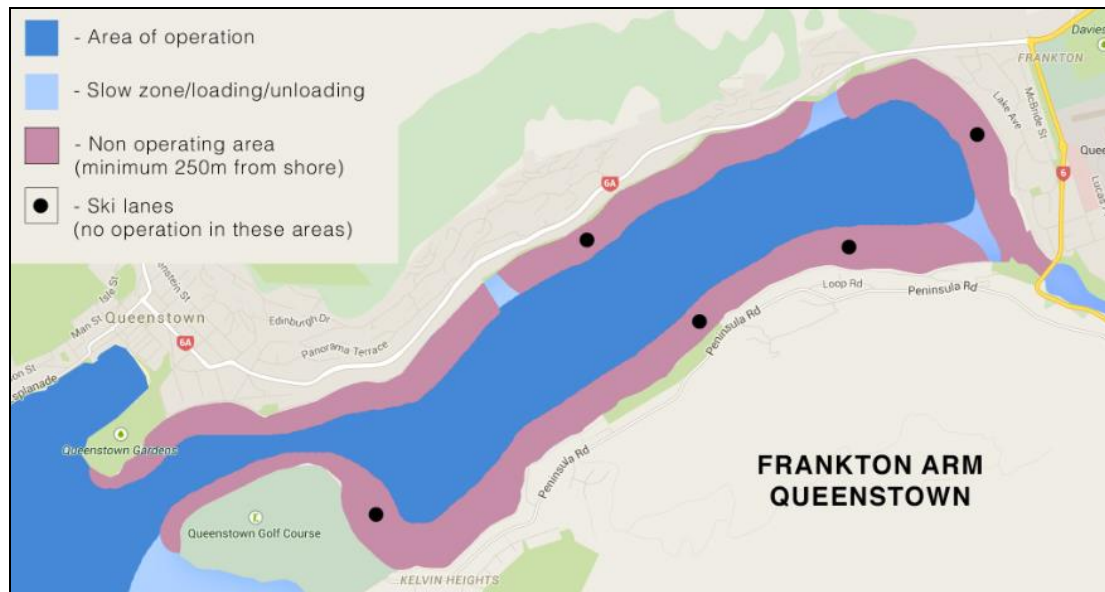 - Area of operation
- Slow zone/loading/unloading
- Non operating area
(minimum 250m from shore)
- Ski lanes
(no operation in these areas)
Davies
FRANKTON
McBride St
Lake Ave
Quee
6
Lucas
6A
Isle St
Man St
Queenstown
Edinburgh Dr
6A
Panorama Terrace
on St
Esplanade
Queenstown Gardens
Loop Rd
Peninsula Rd
Peninsula Rd
Peninsula Rd
Queenstown Golf Course
KELVIN HEIGHTS
FRANKTON ARM
QUEENSTOWN